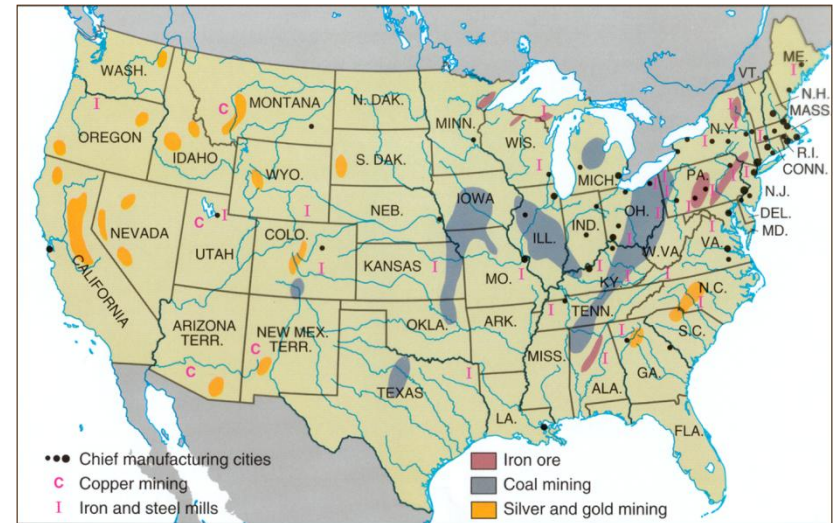 WASH.
MONTANA
N. DAK.
MINN.
ME.
VT.
N.H.
MASS.
OREGON
IDAHO
WYO.
S. DAK.
WIS.
MICH.
N.Y.
R.I.
CONN.
NEVADA
UTAH
COLO.
NEB.
IOWA
ILL.
IND.
OH.
PA.
N.J.
DEL.
MD.
CALIFORNIA
KANSAS
MO.
KY.
W.VA.
VA.
ARIZONA
TERR.
NEW MEX.
TERR.
OKLA.
ARK.
TENN.
N.C.
S.C.
TEXAS
LA.
MISS.
ALA.
GA.
FLA.
C
C
C
C
I
I
I
I
I
I
I
I
Chief manufacturing cities
C Copper mining
I Iron and steel mills
Iron ore
Coal mining
Silver and gold mining